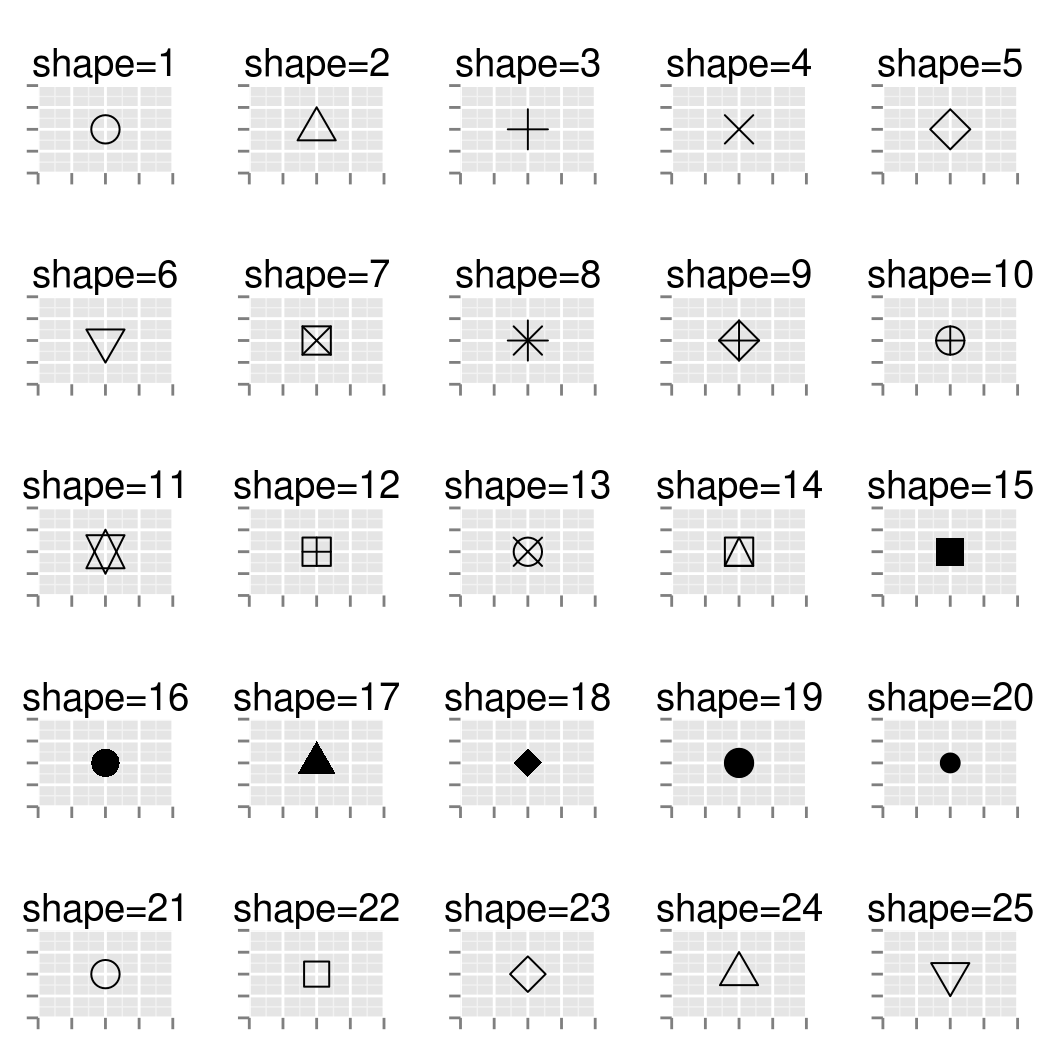 shape=1 shape=2 shape=3 shape=4 shape=5
shape=6 shape=7 shape=8 shape=9 shape=10
shape=11 shape=12 shape=13 shape=14 shape=15
shape=16 shape=17 shape=18 shape=19 shape=20
shape=21 shape=22 shape=23 shape=24 shape=25